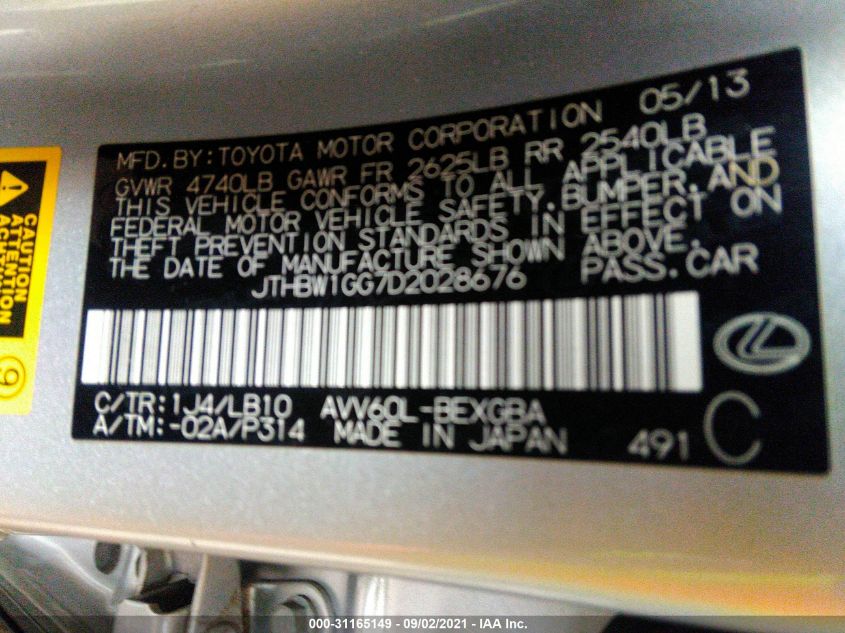 MFD.BY:TOYOTA MOTOR CORPORATION 05/13
GVWR 4740LB GAWR FR 2625LB RR 2540LB
THIS VEHICLE CONFORMS TO ALL APPLICABLE
FEDERAL MOTOR VEHICLE SAFETY,BUMPER,AND
THEFT PREVENTION STANDARDS IN EFFECT ON
THE DATE OF MANUFACTURE SHOWN ABOVE.
JTHBW1GG7D2028676 PASS.CAR
C/TR:1J4/LB10 AVV60L-BEXGBA
A/TM:-02A/P314 MADE IN JAPAN 491 C
CAUTION
ATTENTION
9
000-31165149 - 09/02/2021 - IAA Inc.